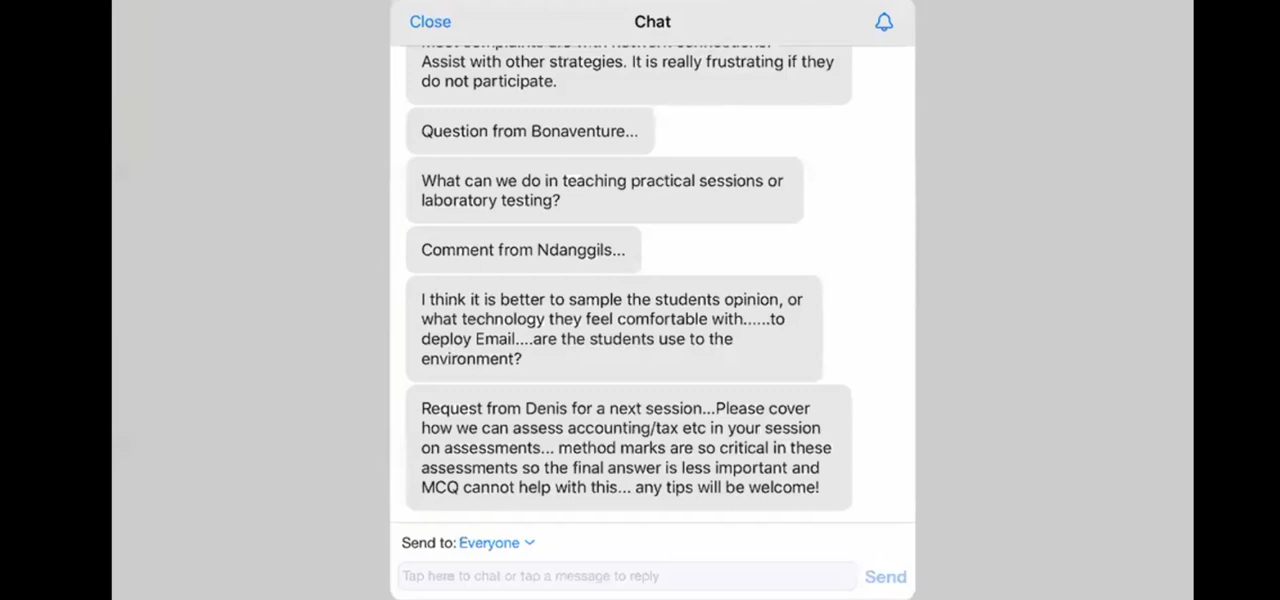 Close
Chat
Assist with other strategies. It is really frustrating if they
do not participate.
Question from Bonaventure...
What can we do in teaching practical sessions or
laboratory testing?
Comment from Ndanggils...
I think it is better to sample the students opinion, or
what technology they feel comfortable with......to
deploy Email....are the students use to the
environment?
Request from Denis for a next session...Please cover
how we can assess accounting/tax etc in your session
on assessments... method marks are so critical in these
assessments so the final answer is less important and
MCQ cannot help with this... any tips will be welcome!
Send to: Everyone
Tap here to chat or tap a message to reply
Send